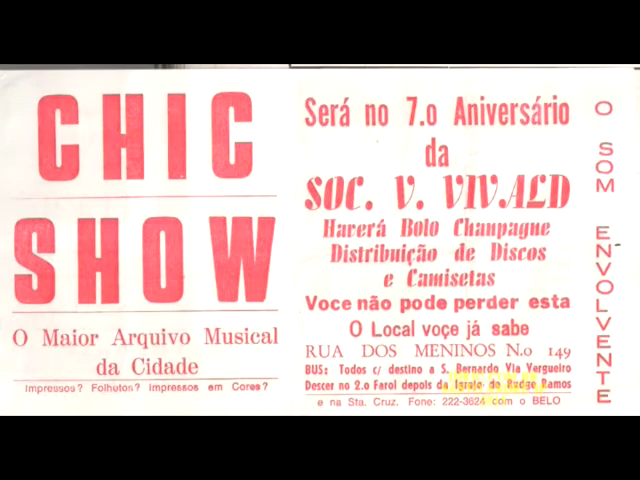 CHIC
SHOW
O Maior Arquivo Musical
da Cidade
Impressos? Folhetos? Impressos em Cores?
Será no 7.o Aniversário
da
SOC. V. VIVALD
Harerá Bolo Chanpagne
Distribuição de Discos
e Camisetas
Voce não pode perder esta
O Local voçe já sabe
RUA DOS MENINOS N.o 149
BUS: Todos c/ destino a S. Bernardo Via Vergueiro
Descer no 2.o Farol depois da Igreja de Rudge Ramos
e na Sta. Cruz. Fone: 222-3624 com o BELO
O SOM ENVOLVENTE